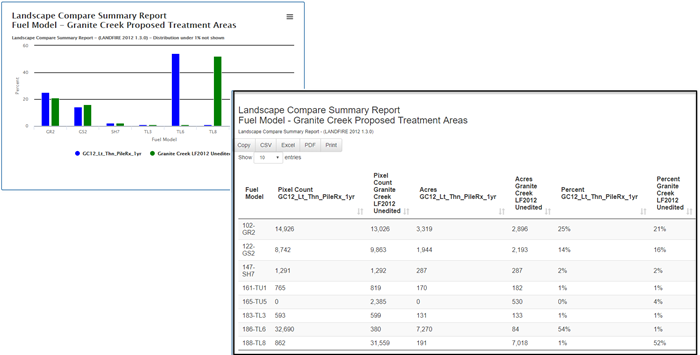 Landscape Compare Summary Report
Fuel Model – Granite Creek Proposed Treatment Areas
Landscape Compare Summary Report – (LANDFIRE 2012 1.3.0) – Distribution under 1% not shown
Percent
60
40
20
0
GR2 GS2 SH7 TL3 TL6 TL8
Fuel Model
GC12_Lt_Thn_PileRx_1yr Granite Creek LF2012 Unedited
Landscape Compare Summary Report
Fuel Model - Granite Creek Proposed Treatment Areas
Landscape Compare Summary Report - (LANDFIRE 2012 1.3.0)
Copy CSV Excel PDF Print
Show 10 entries
Fuel Model Pixel Count GC12_Lt_Thn_PileRx_1yr Pixel Count Granite Creek LF2012 Unedited Acres GC12_Lt_Thn_PileRx_1yr Acres Granite Creek LF2012 Unedited Percent GC12_Lt_Thn_PileRx_1yr Percent Granite Creek LF2012 Unedited
102-GR2 14,926 13,026 3,319 2,896 25% 21%
122-GS2 8,742 9,863 1,944 2,193 14% 16%
147-SH7 1,291 1,292 287 287 2% 2%
161-TU1 765 819 170 182 1% 1%
165-TU5 0 2,385 0 530 0% 4%
183-TL3 593 599 131 133 1% 1%
186-TL6 32,690 380 7,270 84 54% 1%
188-TL8 862 31,559 191 7,018 1% 52%